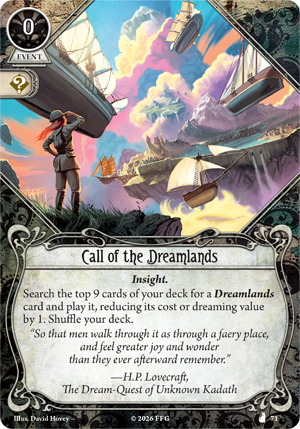 0
EVENT
?
Call of the Dreamlands
Insight.
Search the top 9 cards of your deck for a Dreamlands
card and play it, reducing its cost or dreaming value
by 1. Shuffle your deck.
“So that men walk through it as through a faery place,
and feel greater joy and wonder
than they ever afterward remember.”
—H.P. Lovecraft,
The Dream-Quest of Unknown Kadath
Illus. David Hovey
© 2026 FFG
71